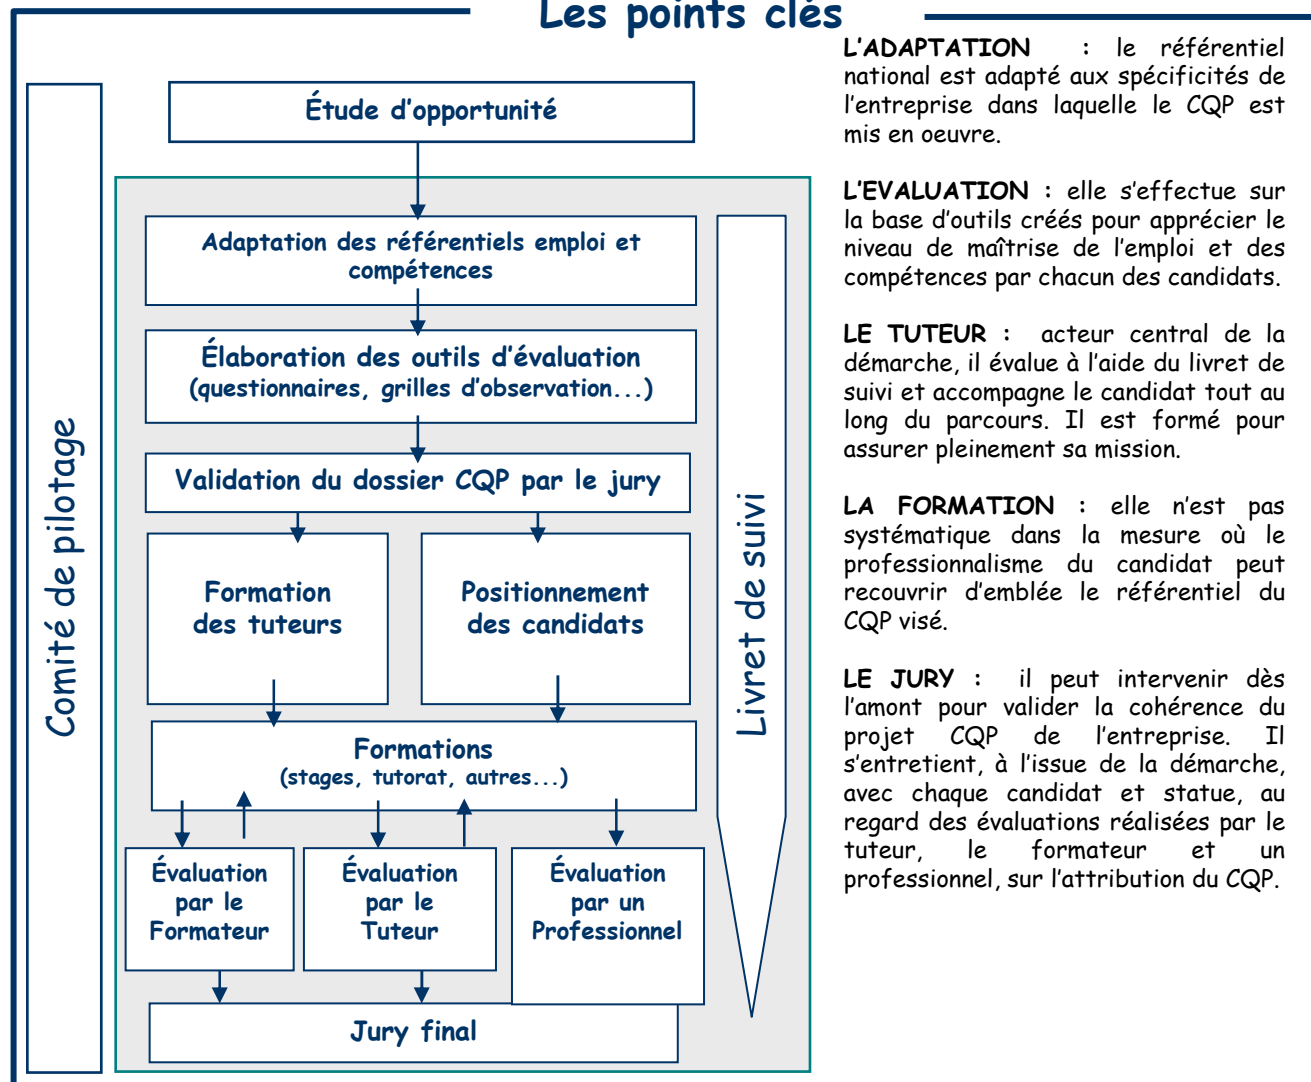 Les points clés
Étude d'opportunité
Comité de pilotage
Adaptation des référentiels emploi et
compétences
Élaboration des outils d'évaluation
(questionnaires, grilles d'observation...)
Validation du dossier CQP par le jury
Formation
des tuteurs
Positionnement
des candidats
Livret de suivi
Formations
(stages, tutorat, autres...)
Évaluation
par le
Formateur
Évaluation
par le
Tuteur
Évaluation
par un
Professionnel
Jury final
L'ADAPTATION : le référentiel
national est adapté aux spécificités de
l'entreprise dans laquelle le CQP est
mis en oeuvre.
L'EVALUATION : elle s'effectue sur
la base d'outils créés pour apprécier le
niveau de maîtrise de l'emploi et des
compétences par chacun des candidats.
LE TUTEUR : acteur central de la
démarche, il évalue à l'aide du livret de
suivi et accompagne le candidat tout au
long du parcours. Il est formé pour
assurer pleinement sa mission.
LA FORMATION : elle n'est pas
systématique dans la mesure où le
professionnalisme du candidat peut
recouvrir d'emblée le référentiel du
CQP visé.
LE JURY : il peut intervenir dès
l'amont pour valider la cohérence du
projet CQP de l'entreprise. Il
s'entretient, à l'issue de la démarche,
avec chaque candidat et statue, au
regard des évaluations réalisées par le
tuteur, le formateur et un
professionnel, sur l'attribution du CQP.